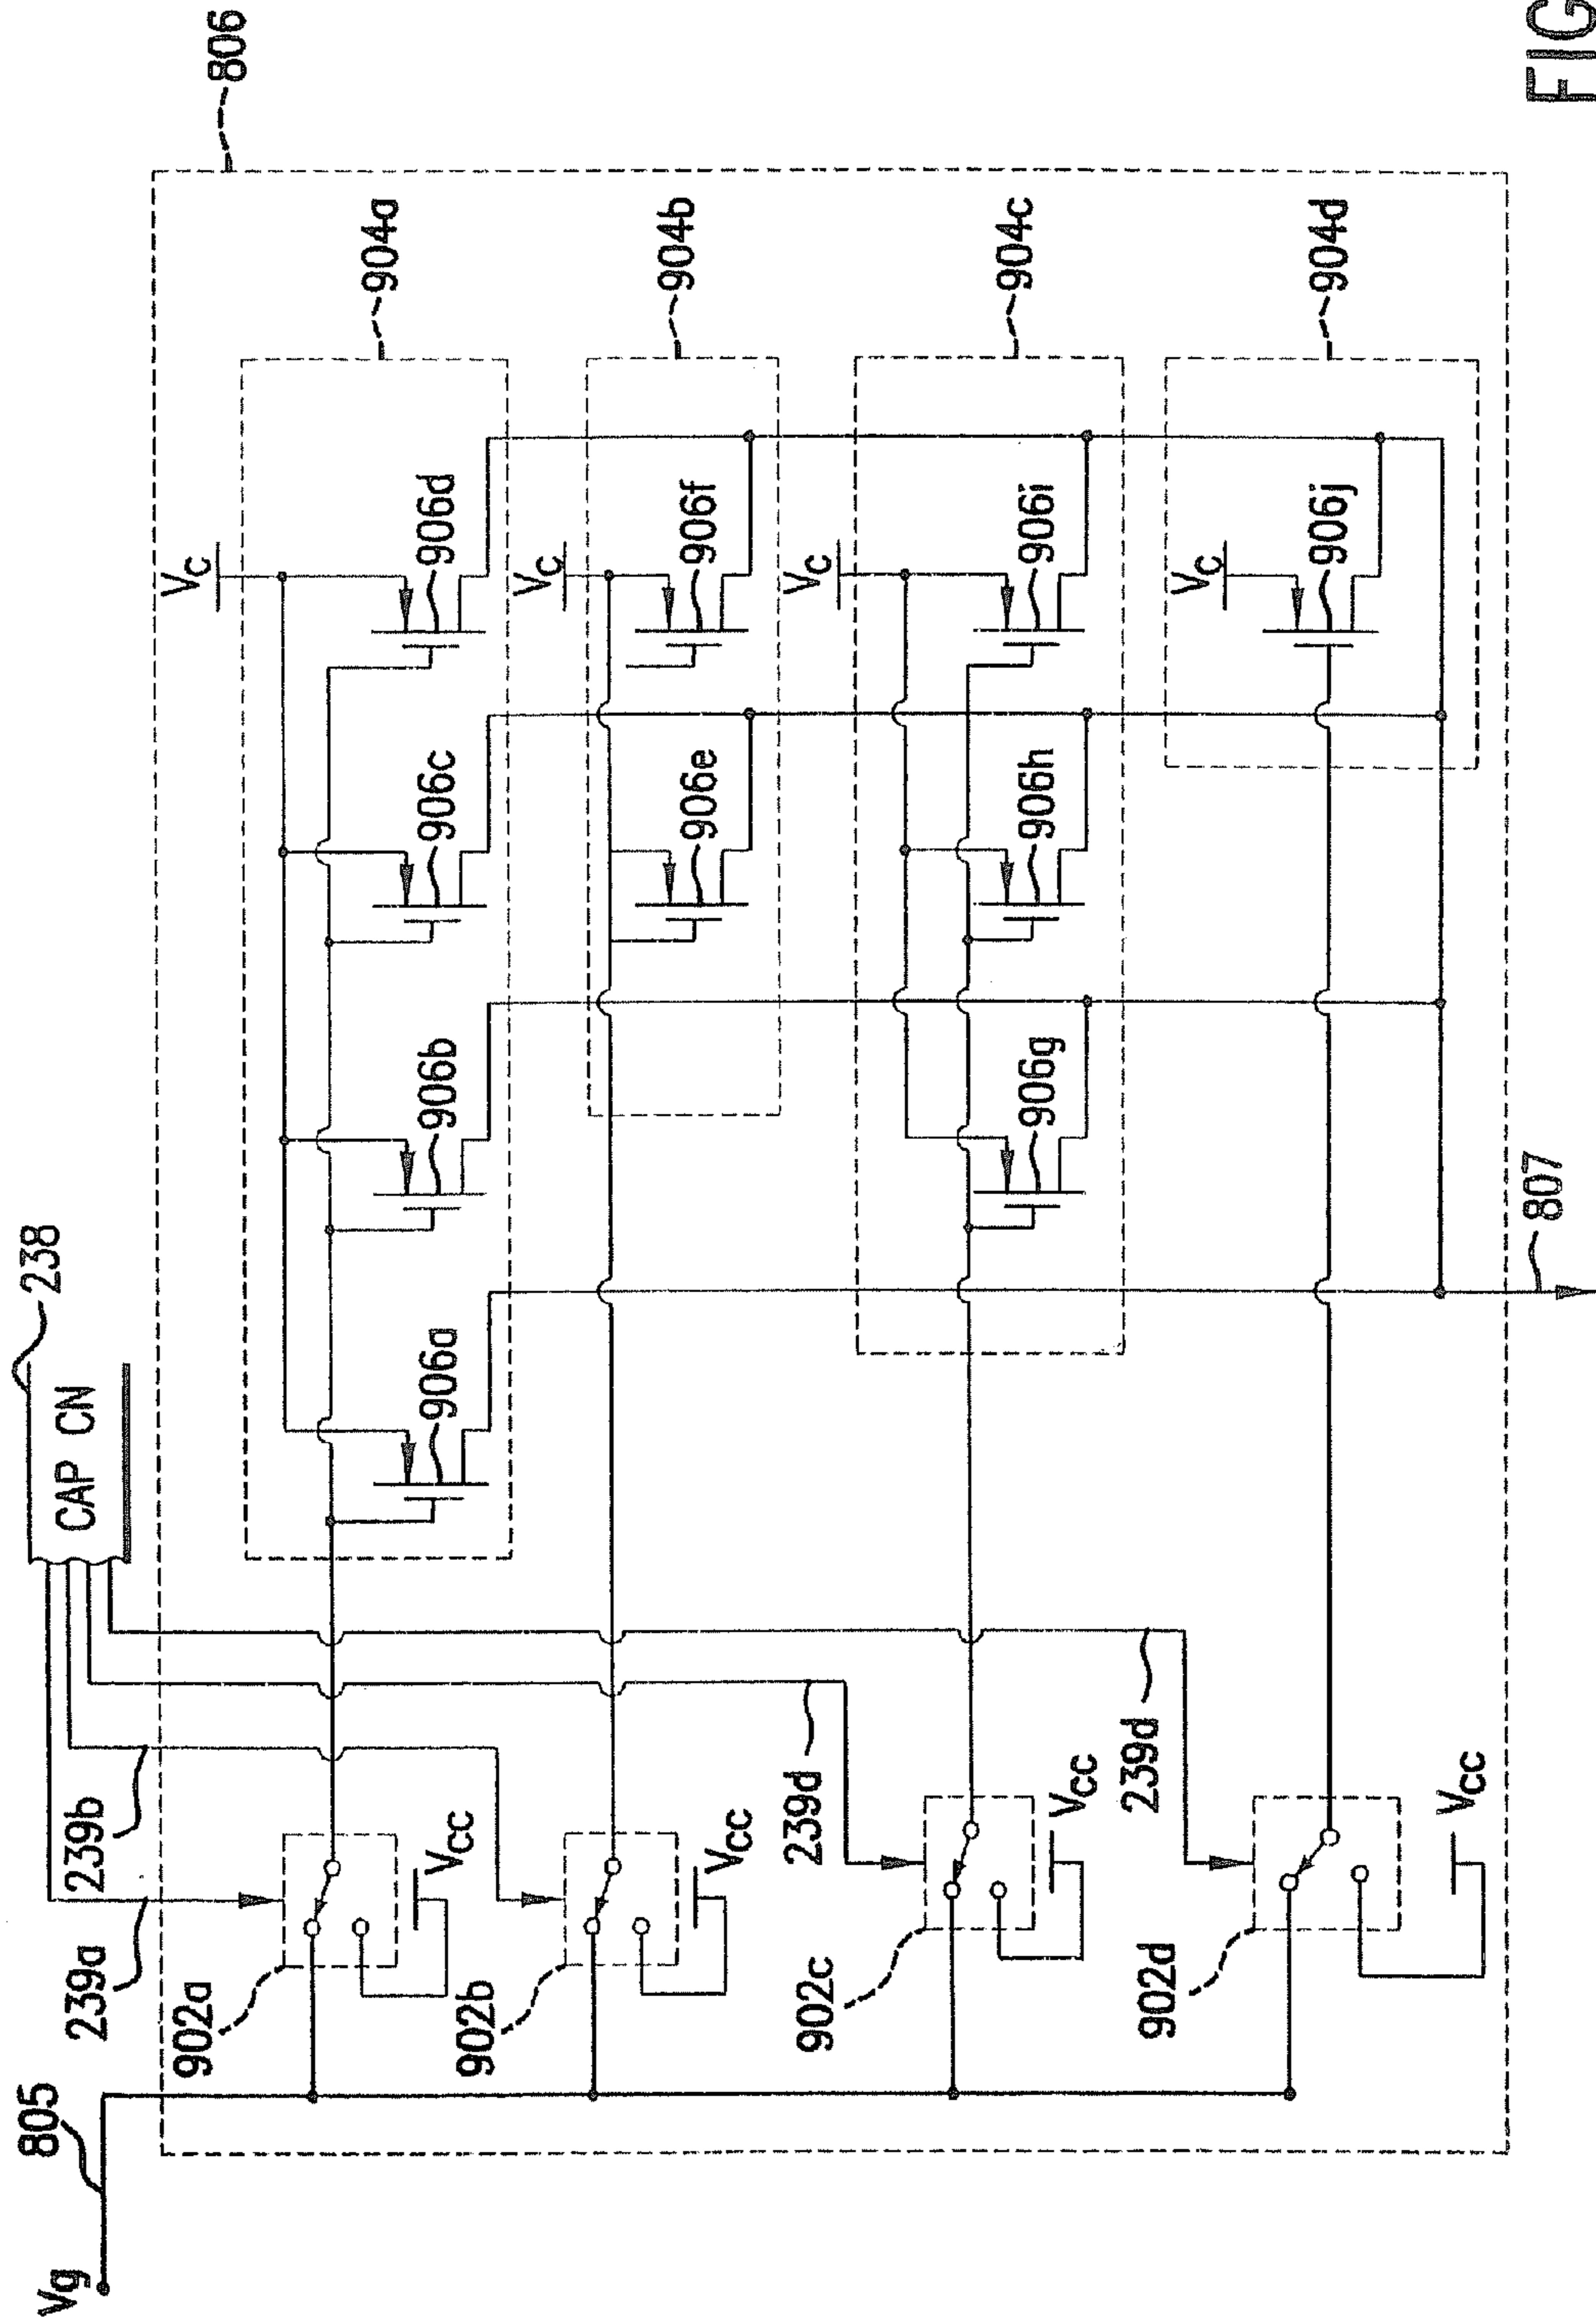 Vg
805
239a
239b
238
CAP CN
806
902a
VCC
902b
VCC
239d
902c
VCC
239d
902d
VCC
VC
906a
906b
906c
906d
904a
VC
906e
906f
904b
VC
906g
906h
906i
904c
VC
906j
904d
807
FIG